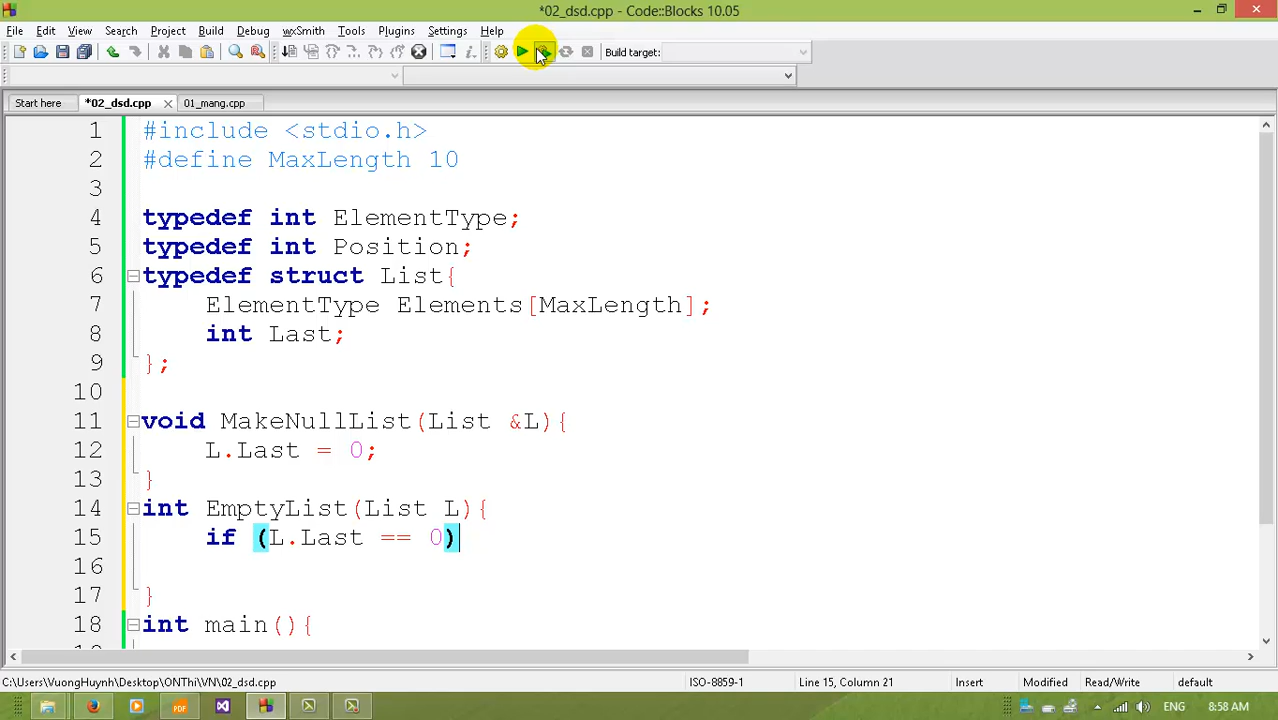 *02_dsd.cpp - Code::Blocks 10.05
File Edit View Search Project Build Debug wxSmith Tools Plugins Settings Help
Build target:
Start here *02_dsd.cpp 01_mang.cpp
1 #include <stdio.h>
2 #define MaxLength 10
3
4 typedef int ElementType;
5 typedef int Position;
6 typedef struct List{
7 ElementType Elements[MaxLength];
8 int Last;
9 };
10
11 void MakeNullList(List &L){
12 L.Last = 0;
13 }
14 int EmptyList(List L){
15 if (L.Last == 0)
16
17 }
18 int main(){
C:\Users\VuongHuynh\Desktop\ONThi\VN\02_dsd.cpp ISO-8859-1 Line 15, Column 21 Insert Modified Read/Write default
PDF ENG 8:58 AM